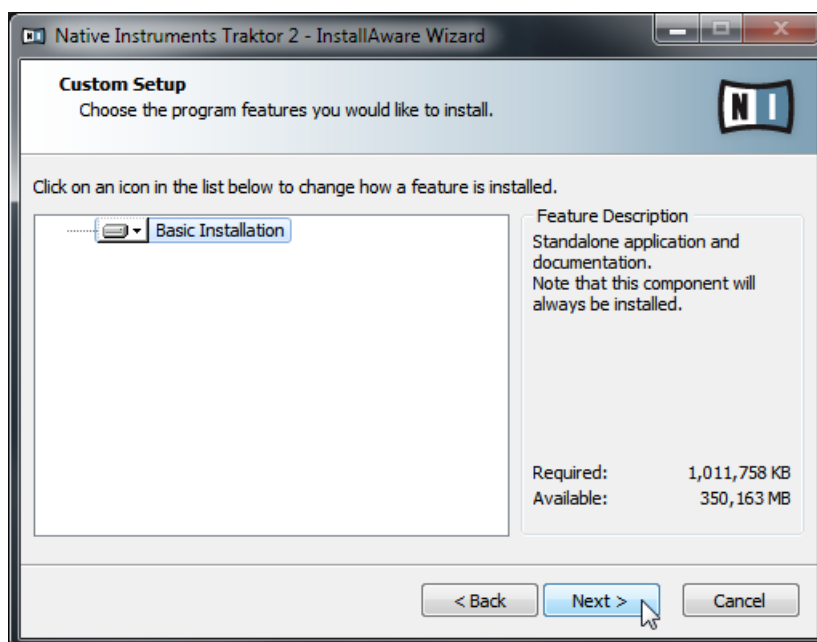 Native Instruments Traktor 2 - InstallAware Wizard
Custom Setup
Choose the program features you would like to install.
NI
Click on an icon in the list below to change how a feature is installed.
Basic Installation
Feature Description
Standalone application and
documentation.
Note that this component will
always be installed.
Required: 1,011,758 KB
Available: 350,163 MB
< Back Next > Cancel